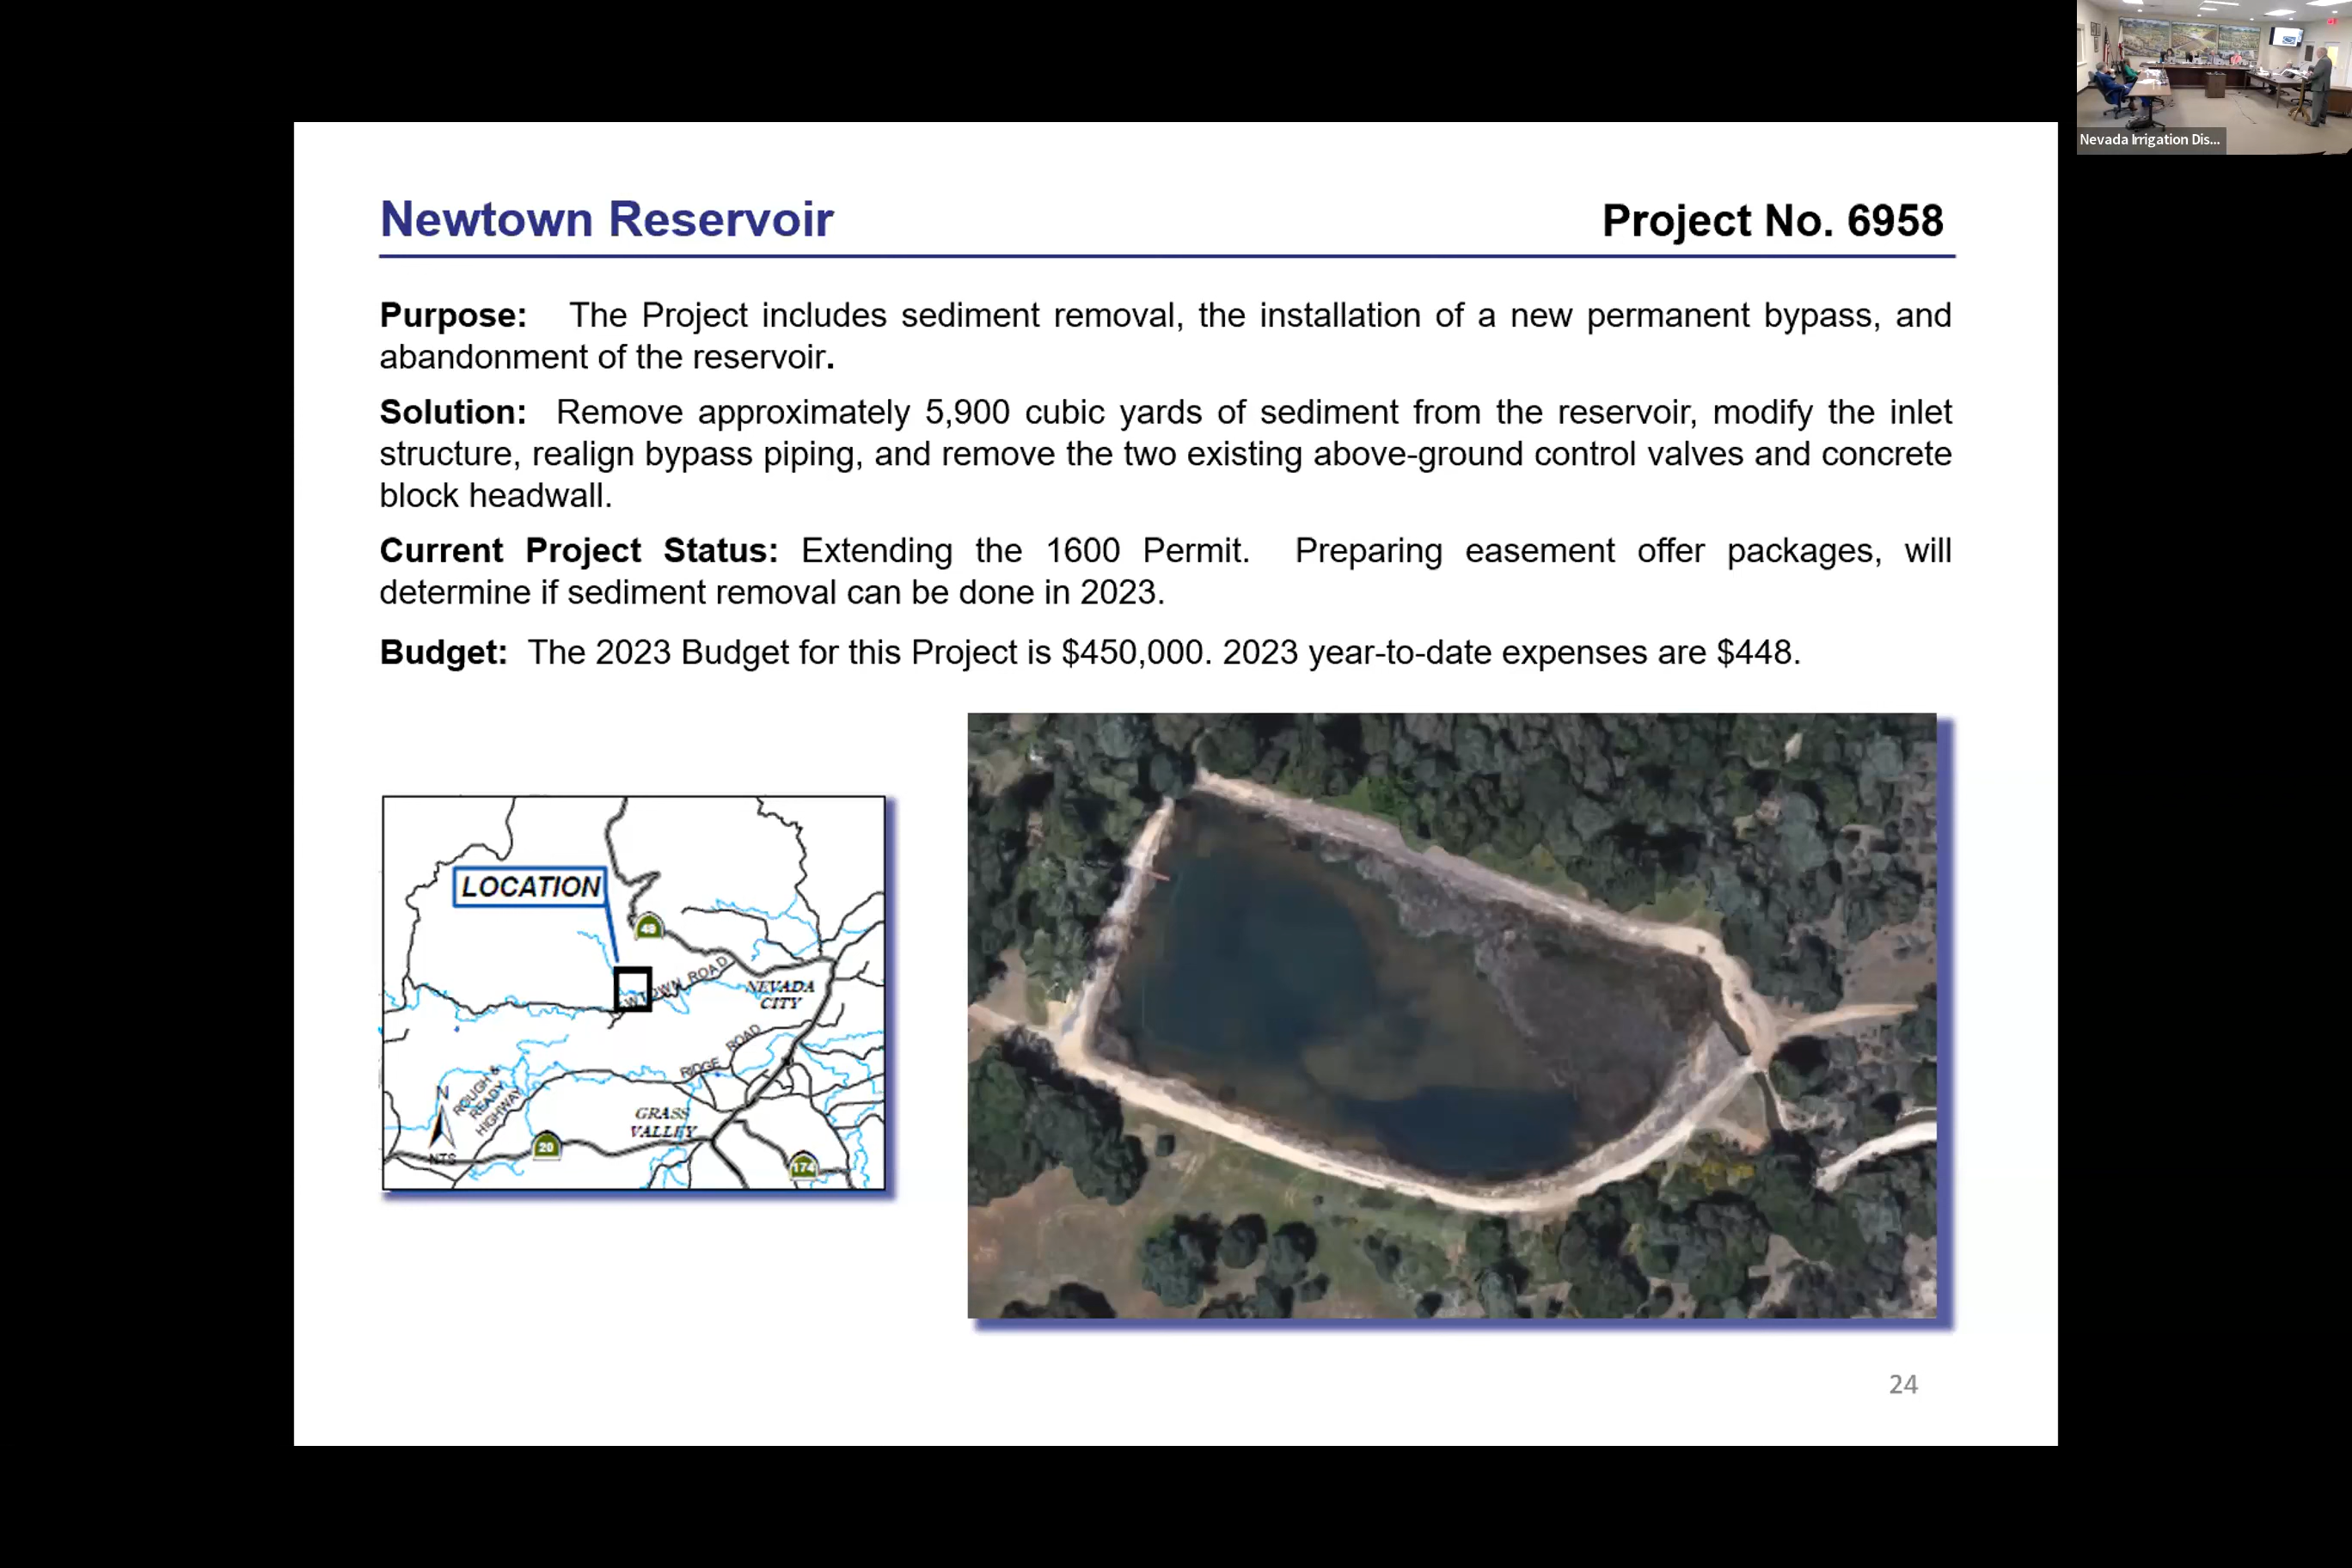 Nevada Irrigation Dis...
Newtown Reservoir
Project No. 6958
Purpose: The Project includes sediment removal, the installation of a new permanent bypass, and
abandonment of the reservoir.
Solution: Remove approximately 5,900 cubic yards of sediment from the reservoir, modify the inlet
structure, realign bypass piping, and remove the two existing above-ground control valves and concrete
block headwall.
Current Project Status: Extending the 1600 Permit. Preparing easement offer packages, will
determine if sediment removal can be done in 2023.
Budget: The 2023 Budget for this Project is $450,000. 2023 year-to-date expenses are $448.
LOCATION
49
WTOWN ROAD
NEVADA
CITY
RIDGE ROAD
N
ROUGH &
READY
HIGHWAY
GRASS
VALLEY
NTS
20
174
24